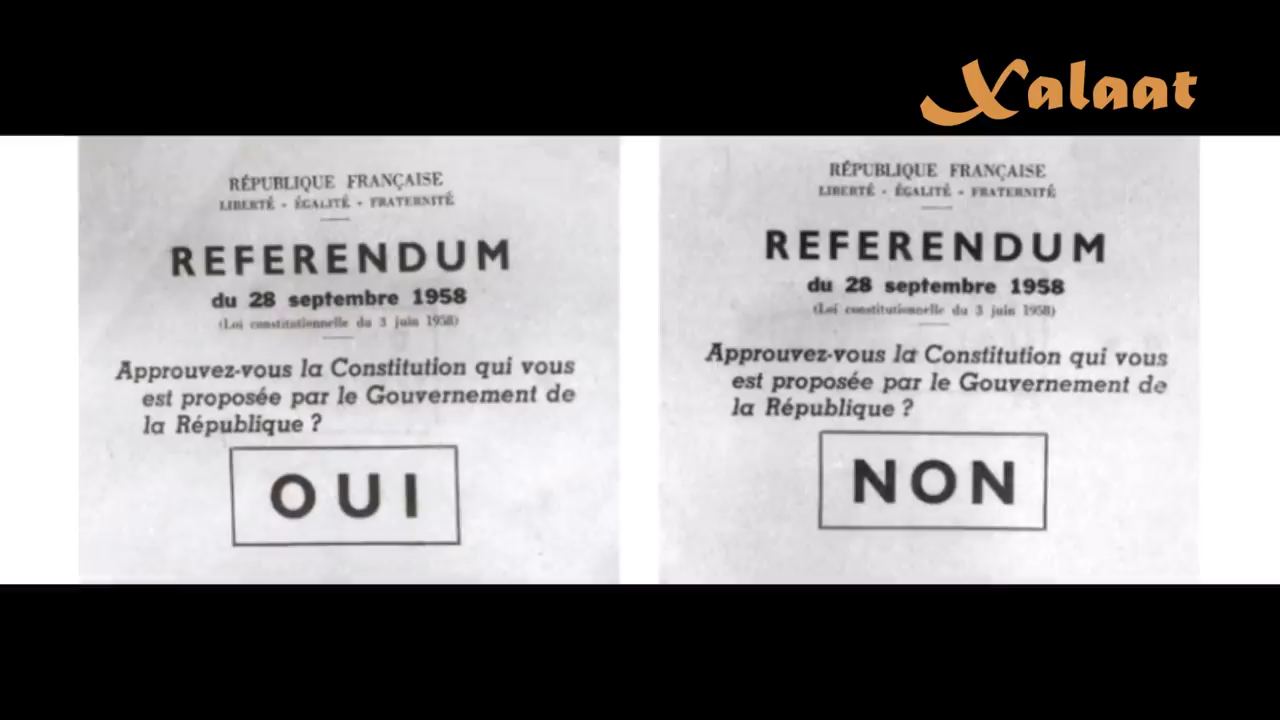 Xalaat
RÉPUBLIQUE FRANÇAISE
LIBERTÉ - ÉGALITÉ - FRATERNITÉ
REFERENDUM
du 28 septembre 1958
(Loi constitutionnelle du 3 juin 1958)
Approuvez-vous la Constitution qui vous
est proposée par le Gouvernement de
la République ?
OUI
RÉPUBLIQUE FRANÇAISE
LIBERTÉ - ÉGALITÉ - FRATERNITÉ
REFERENDUM
du 28 septembre 1958
(Loi constitutionnelle du 3 juin 1958)
Approuvez-vous la Constitution qui vous
est proposée par le Gouvernement de
la République ?
NON